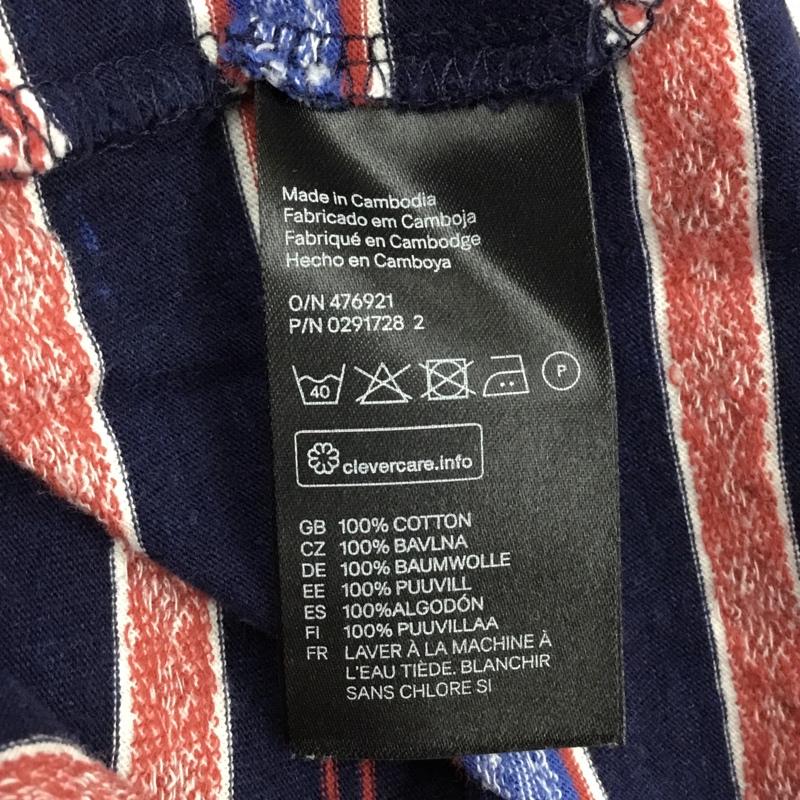 Made in Cambodia
Fabricado em Camboja
Fabriqué en Cambodge
Hecho en Camboya
O/N 476921
P/N 0291728 2
40
P
clevercare.info
GB 100% COTTON
CZ 100% BAVLNA
DE 100% BAUMWOLLE
EE 100% PUUVILL
ES 100%ALGODÓN
FI 100% PUUVILLAA
FR LAVER À LA MACHINE À
L'EAU TIÈDE. BLANCHIR
SANS CHLORE SI